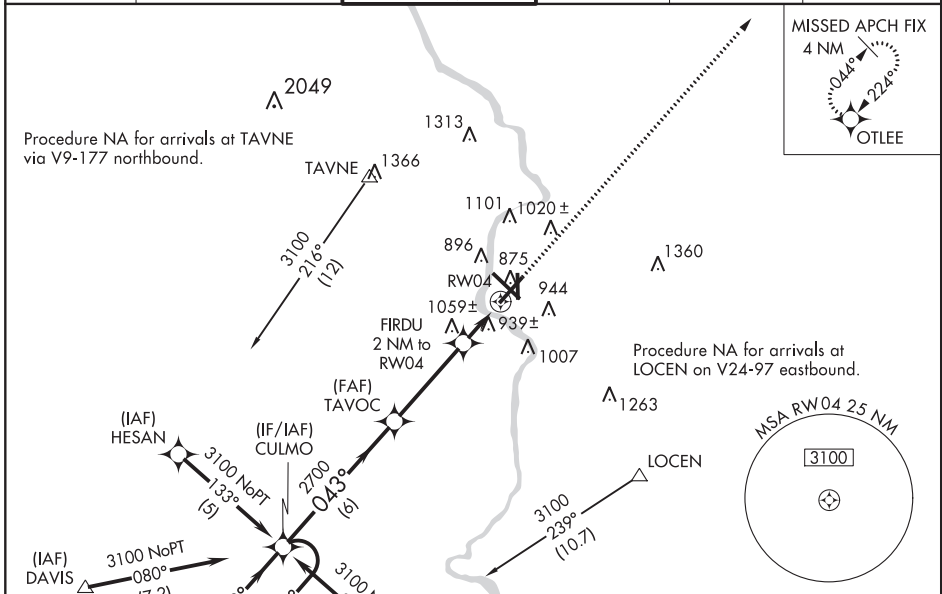 MISSED APCH FIX
4 NM
044°
224°
OTLEE
2049
Procedure NA for arrivals at TAVNE
via V9-177 northbound.
1313
TAVNE
1366
3100
216°
(12)
1101
1020 ±
896
875
1360
RW04
944
1059±
939±
FIRDU
2 NM to
RW04
1007
Procedure NA for arrivals at
LOCEN on V24-97 eastbound.
(FAF)
TAVOC
1263
MSA RW04 25 NM
3100
(IAF)
HESAN
(IF/IAF)
CULMO
3100 NoPT
133°
(5)
2700
043°
(6)
LOCEN
3100
239°
(10.7)
(IAF)
DAVIS
3100 NoPT
080°
3100